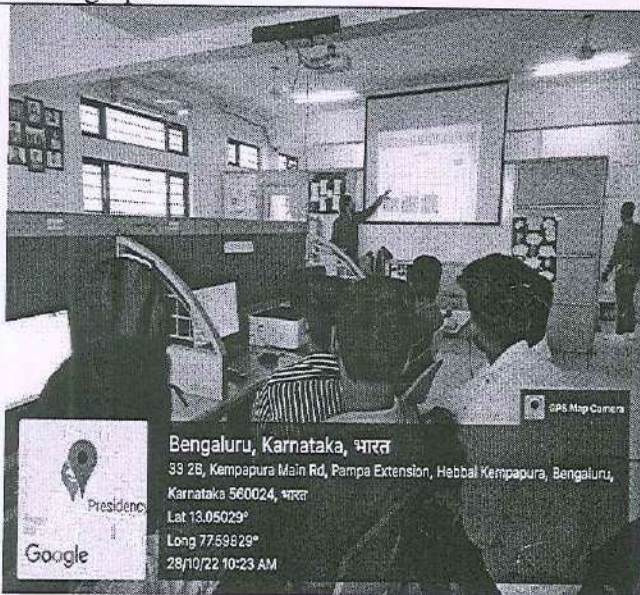 GPS Map Camera
Bengaluru, Karnataka, भारत
33 2B, Kempapura Main Rd, Pampa Extension, Hebbal Kempapura, Bengaluru,
Karnataka 560024, भारत
Lat 13.05029°
Long 77.59829°
28/10/22 10:23 AM
Presidency
Google